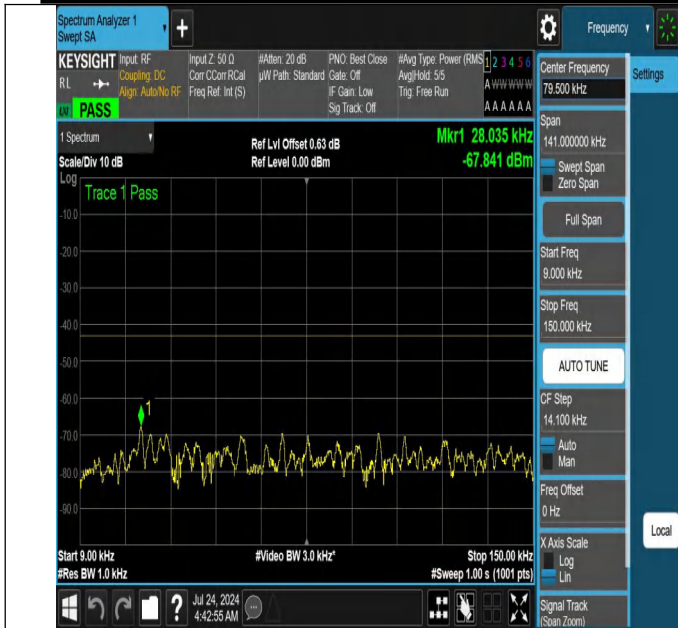 Spectrum Analyzer 1
Swept SA
+
Frequency
KEYSIGHT
RL
LXI
PASS
Input: RF
Coupling: DC
Align: Auto/No RF
Input Z: 50 Ω
Corr CCorr RCal
Freq Ref: Int (S)
#Atten: 20 dB
µW Path: Standard
PNO: Best Close
Gate: Off
IF Gain: Low
Sig Track: Off
#Avg Type: Power (RMS
Avg|Hold: 5/5
Trig: Free Run
1 2 3 4 5 6
A W W W W W
A A A A A A
1 Spectrum
Scale/Div 10 dB
Ref Lvl Offset 0.63 dB
Ref Level 0.00 dBm
Mkr1 28.035 kHz
-67.841 dBm
Log
Trace 1 Pass
-10.0
-20.0
-30.0
-40.0
-50.0
-60.0
-70.0
-80.0
-90.0
1
Start 9.00 kHz
#Res BW 1.0 kHz
#Video BW 3.0 kHz*
Stop 150.00 kHz
#Sweep 1.00 s (1001 pts)
?
Jul 24, 2024
4:42:55 AM
Center Frequency
79.500 kHz
Settings
Span
141.000000 kHz
Swept Span
Zero Span
Full Span
Start Freq
9.000 kHz
Stop Freq
150.000 kHz
AUTO TUNE
CF Step
14.100 kHz
Auto
Man
Freq Offset
0 Hz
Local
X Axis Scale
Log
Lin
Signal Track
(Span Zoom)